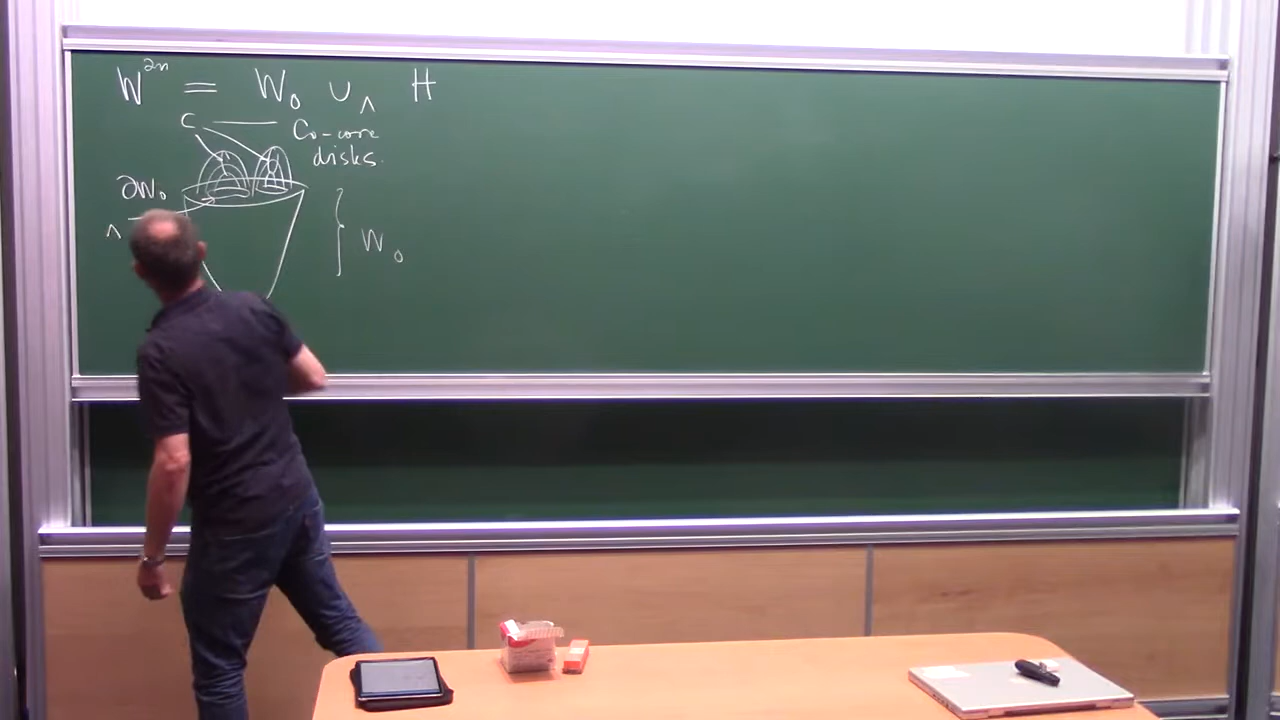 W²ⁿ = W₀ ∪_Λ H
C — Co-core
disks.
∂W₀
Λ
} W₀